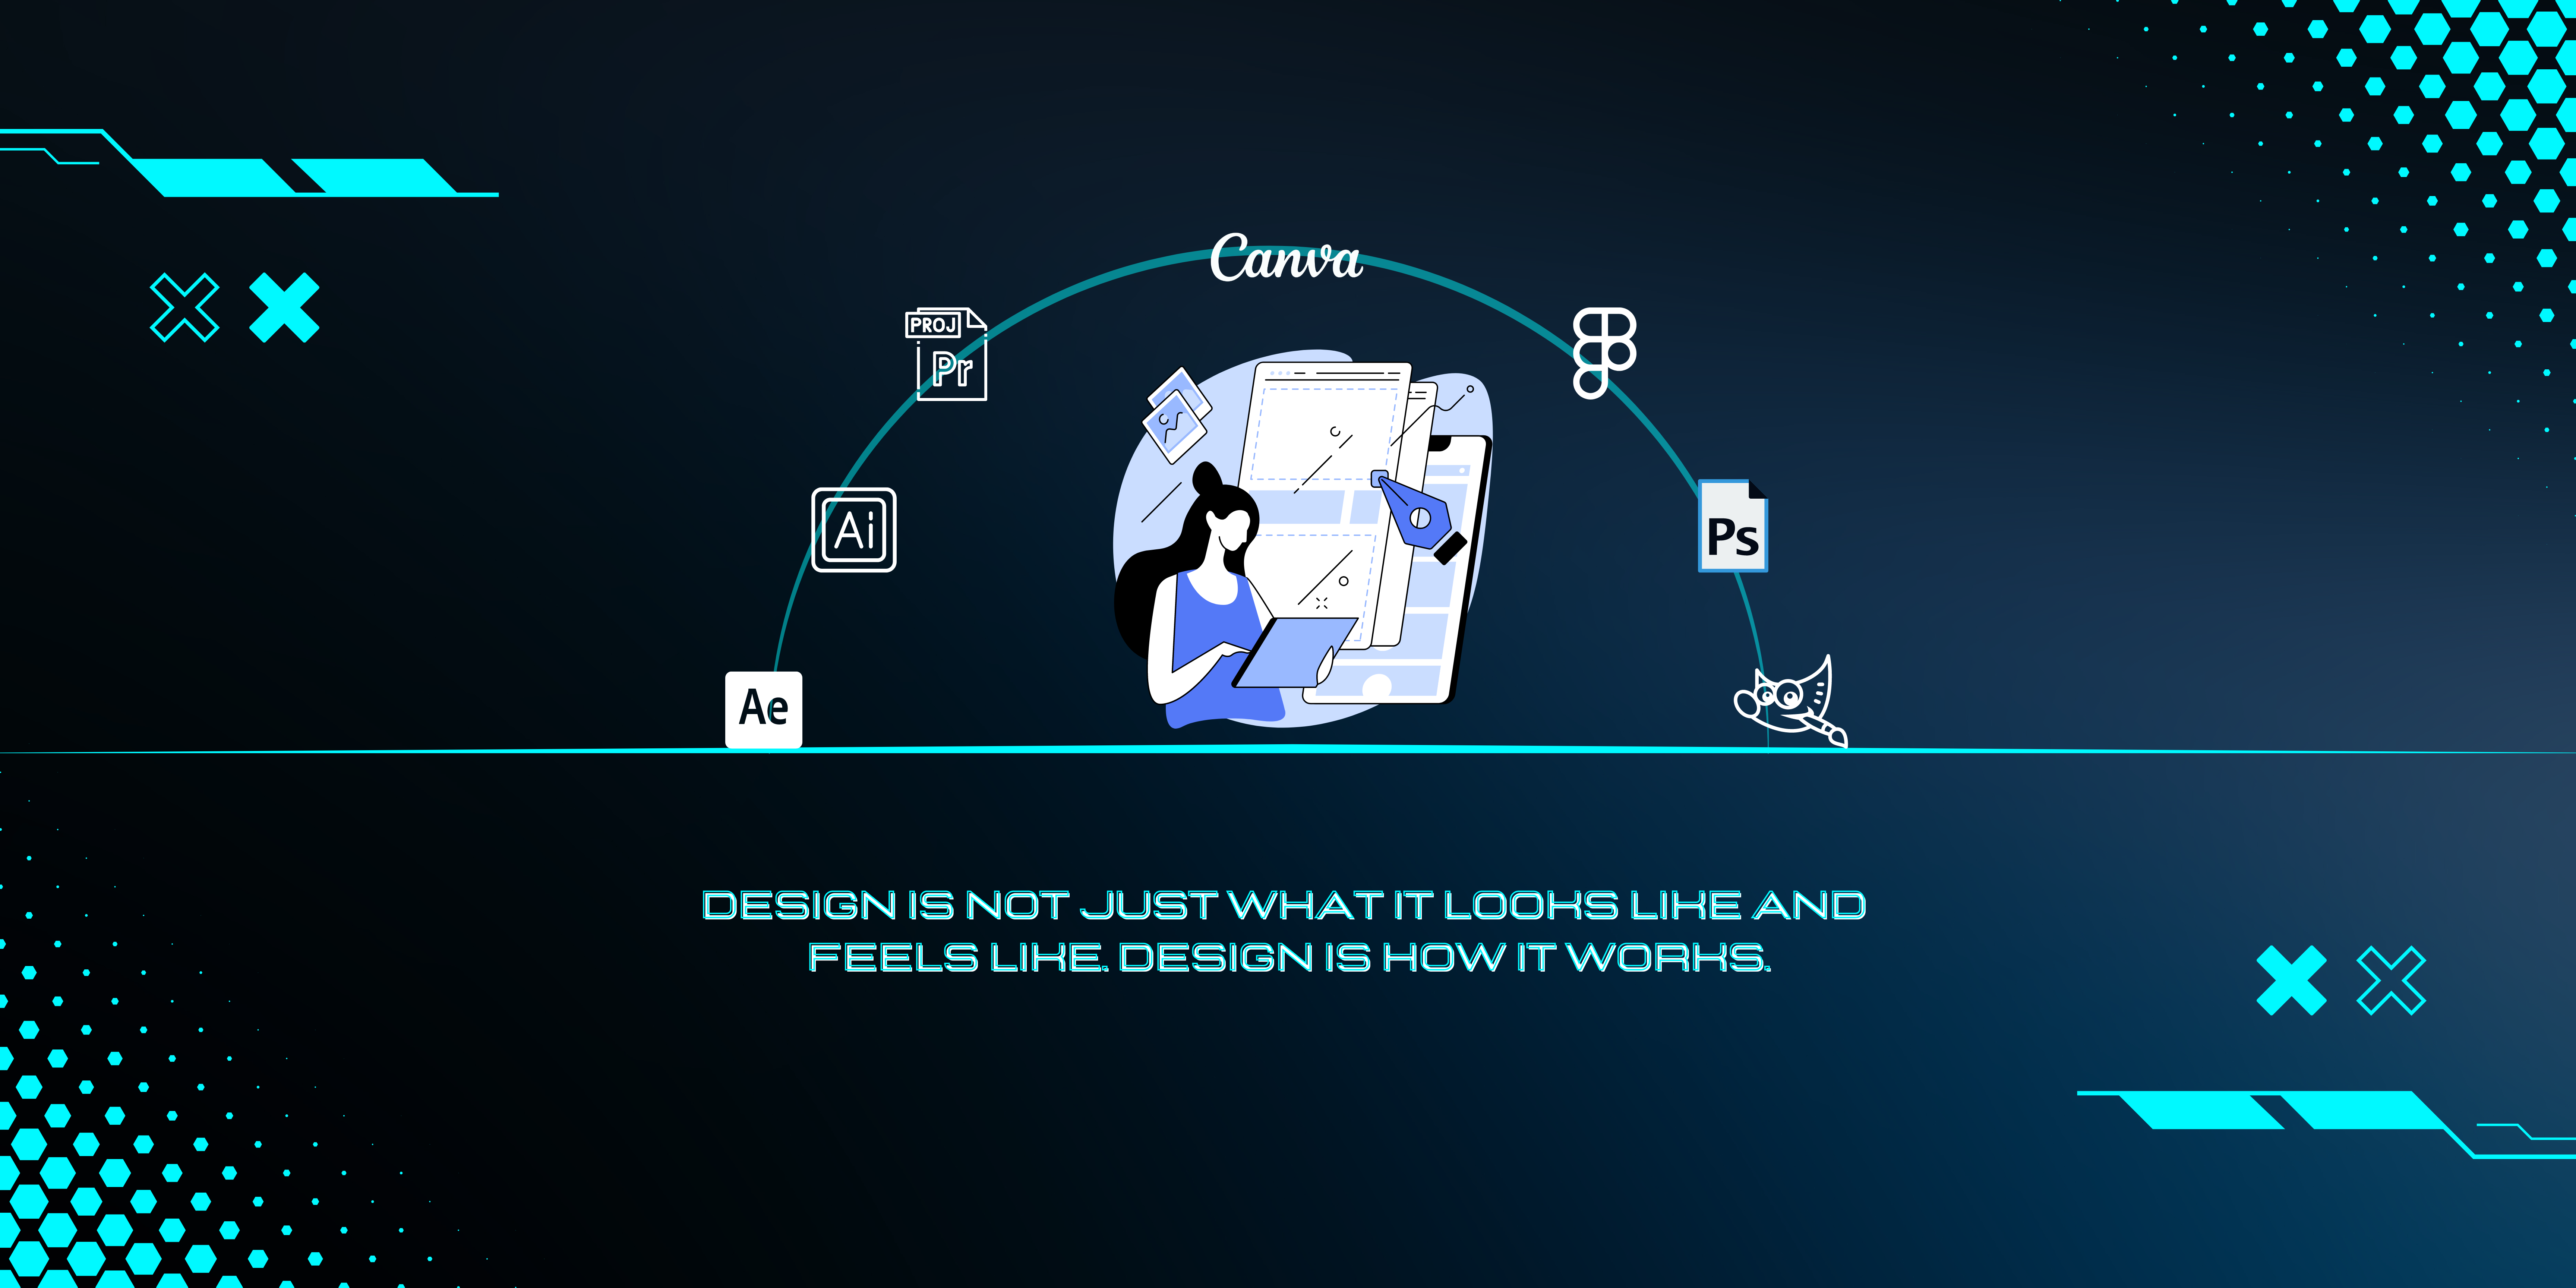 Canva
PROJ
Pr
Ai
Ps
Ae
DESIGN IS NOT JUST WHAT IT LOOKS LIKE AND
FEELS LIKE. DESIGN IS HOW IT WORKS.